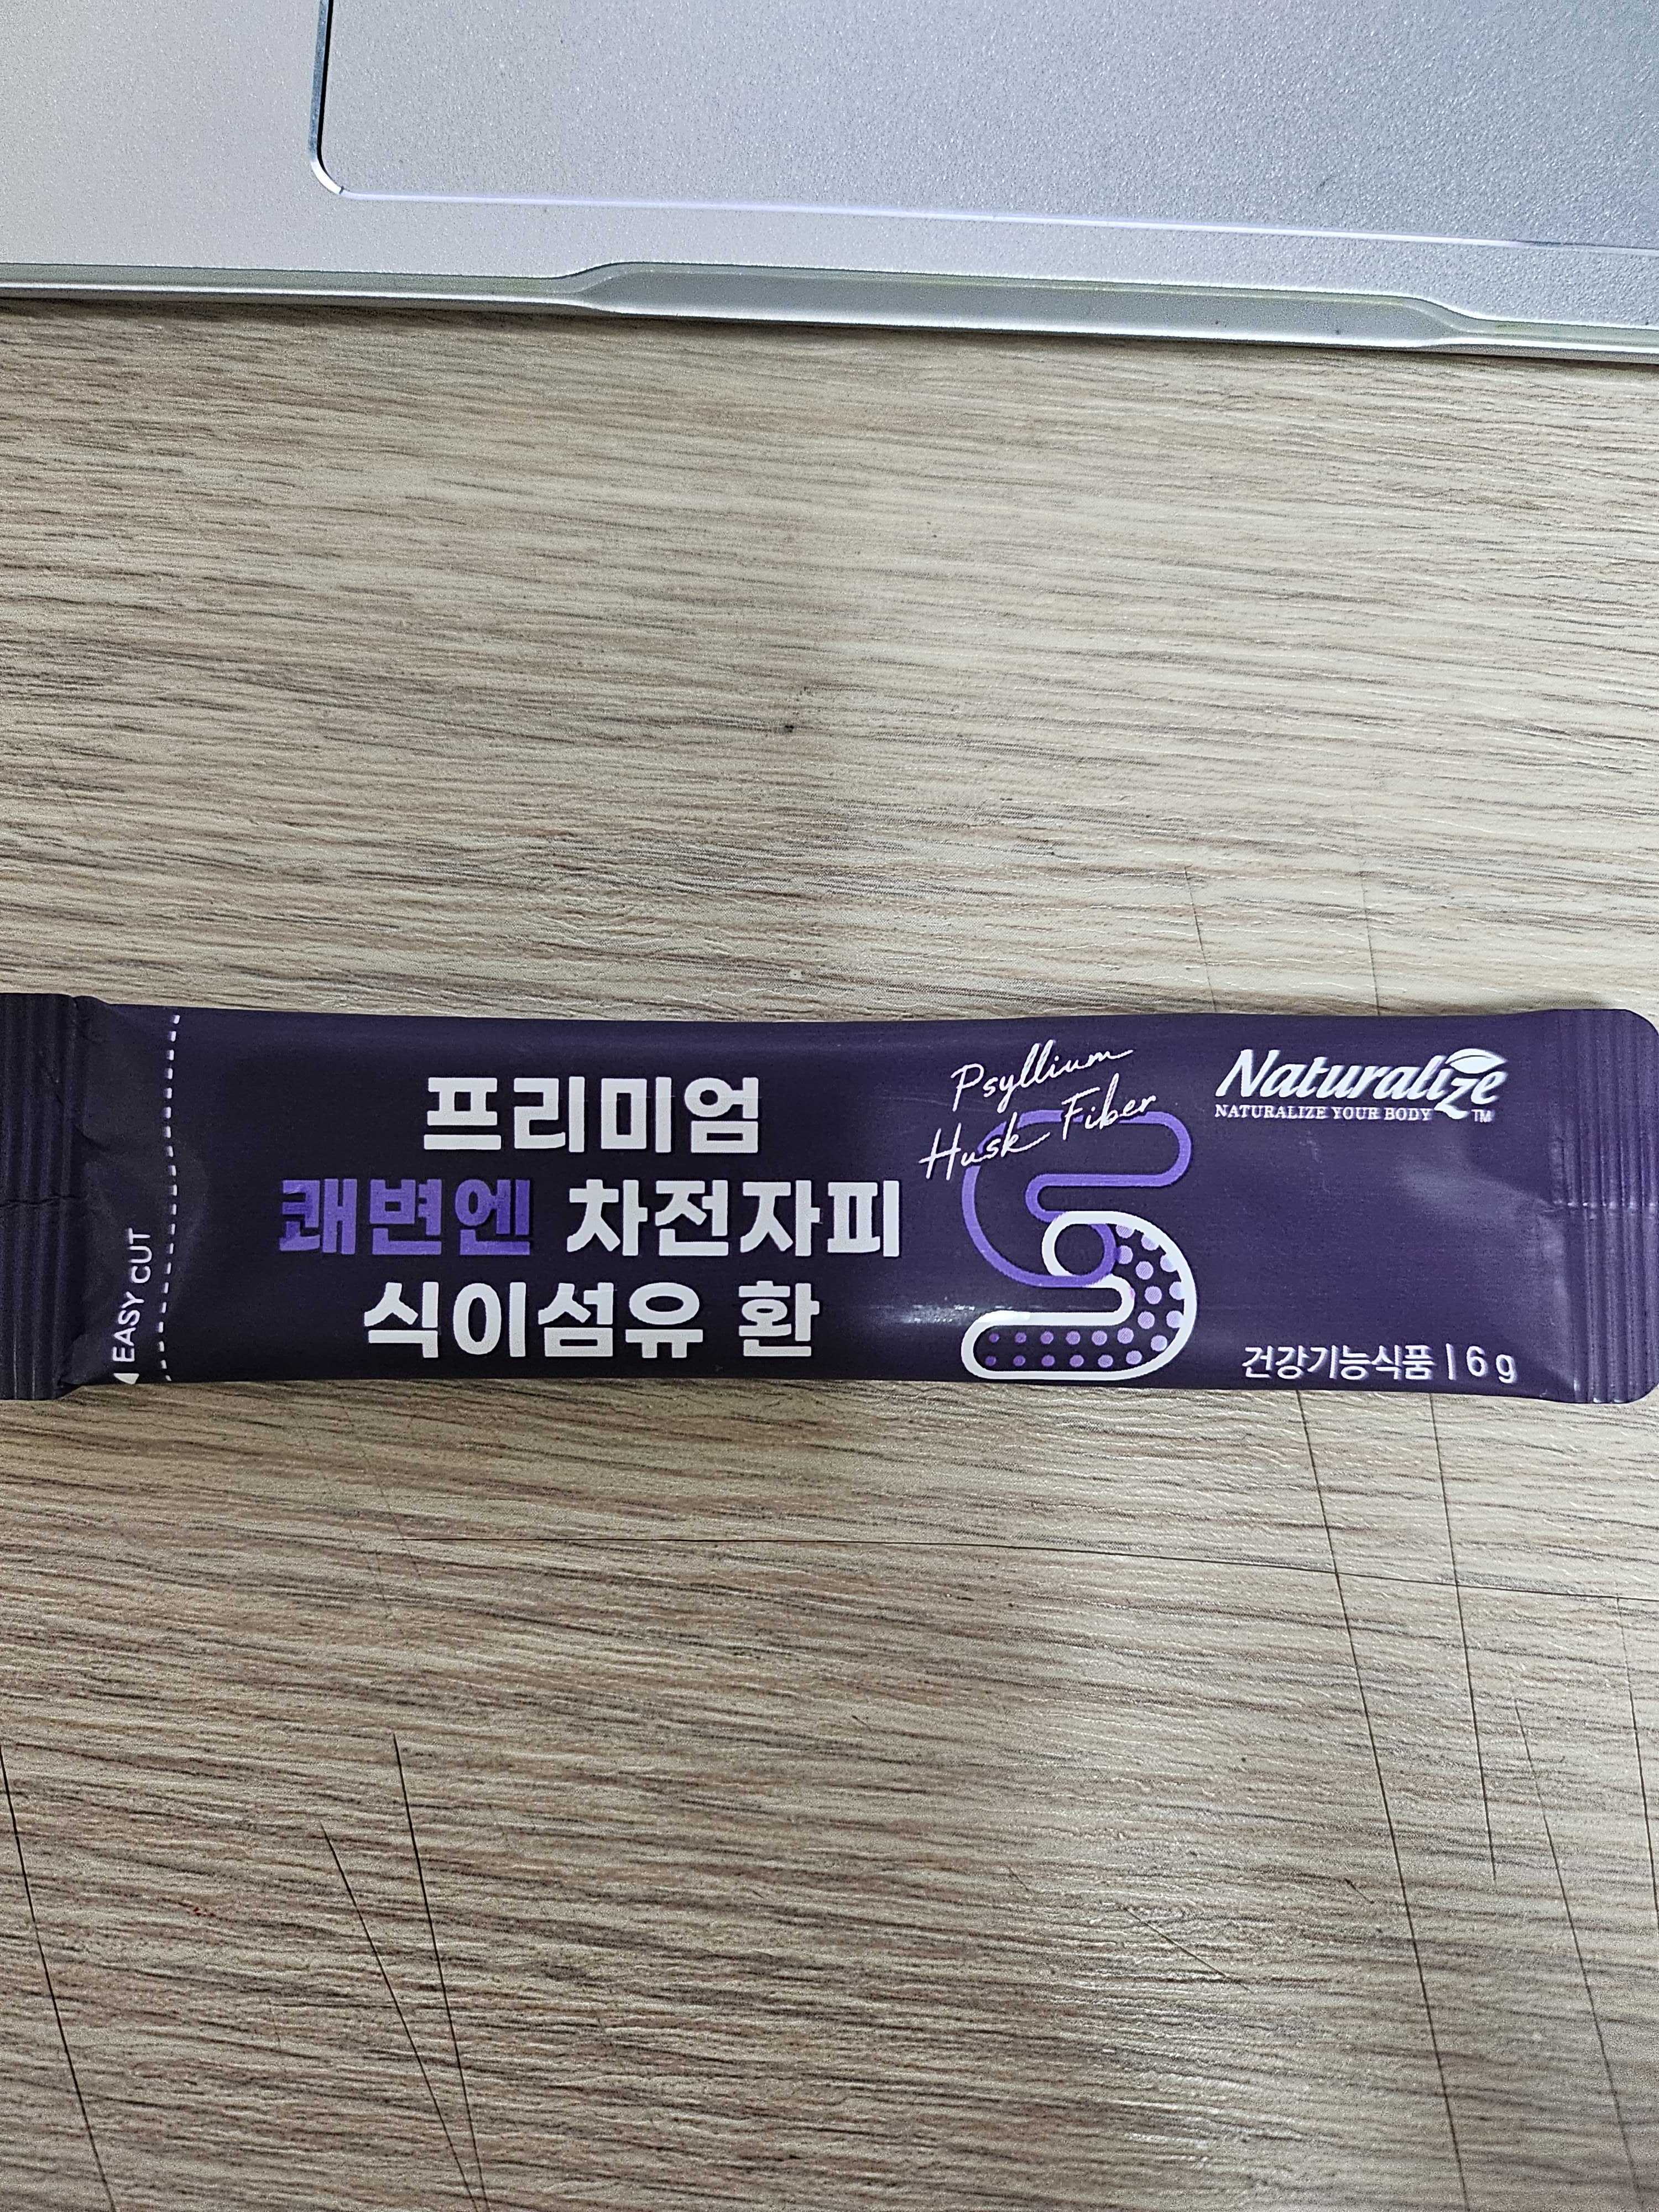 프리미엄
쾌변엔 차전자피
식이섬유 환
Psyllium
Husk Fiber
Naturalize
NATURALIZE YOUR BODY TM
건강기능식품 | 6 g
EASY CUT